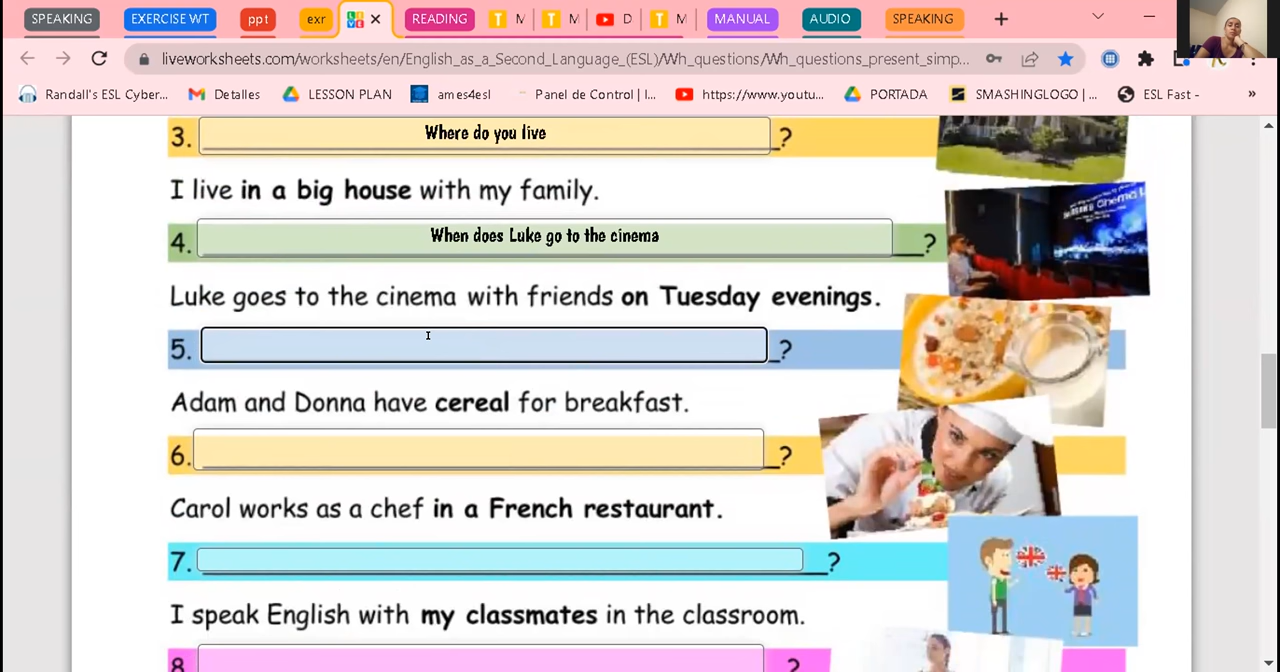 SPEAKING EXERCISE WT ppt exr READING M M D M MANUAL AUDIO SPEAKING
liveworksheets.com/worksheets/en/English_as_a_Second_Language_(ESL)/Wh_questions/Wh_questions_present_simp...
Randall's ESL Cyber... Detalles LESSON PLAN ames4esl Panel de Control | I... https://www.youtu... PORTADA SMASHINGLOGO | ... ESL Fast - »
3. Where do you live ?
I live in a big house with my family.
4. When does Luke go to the cinema ?
Luke goes to the cinema with friends on Tuesday evenings.
5. ?
Adam and Donna have cereal for breakfast.
6. ?
Carol works as a chef in a French restaurant.
7. ?
I speak English with my classmates in the classroom.
8. ?